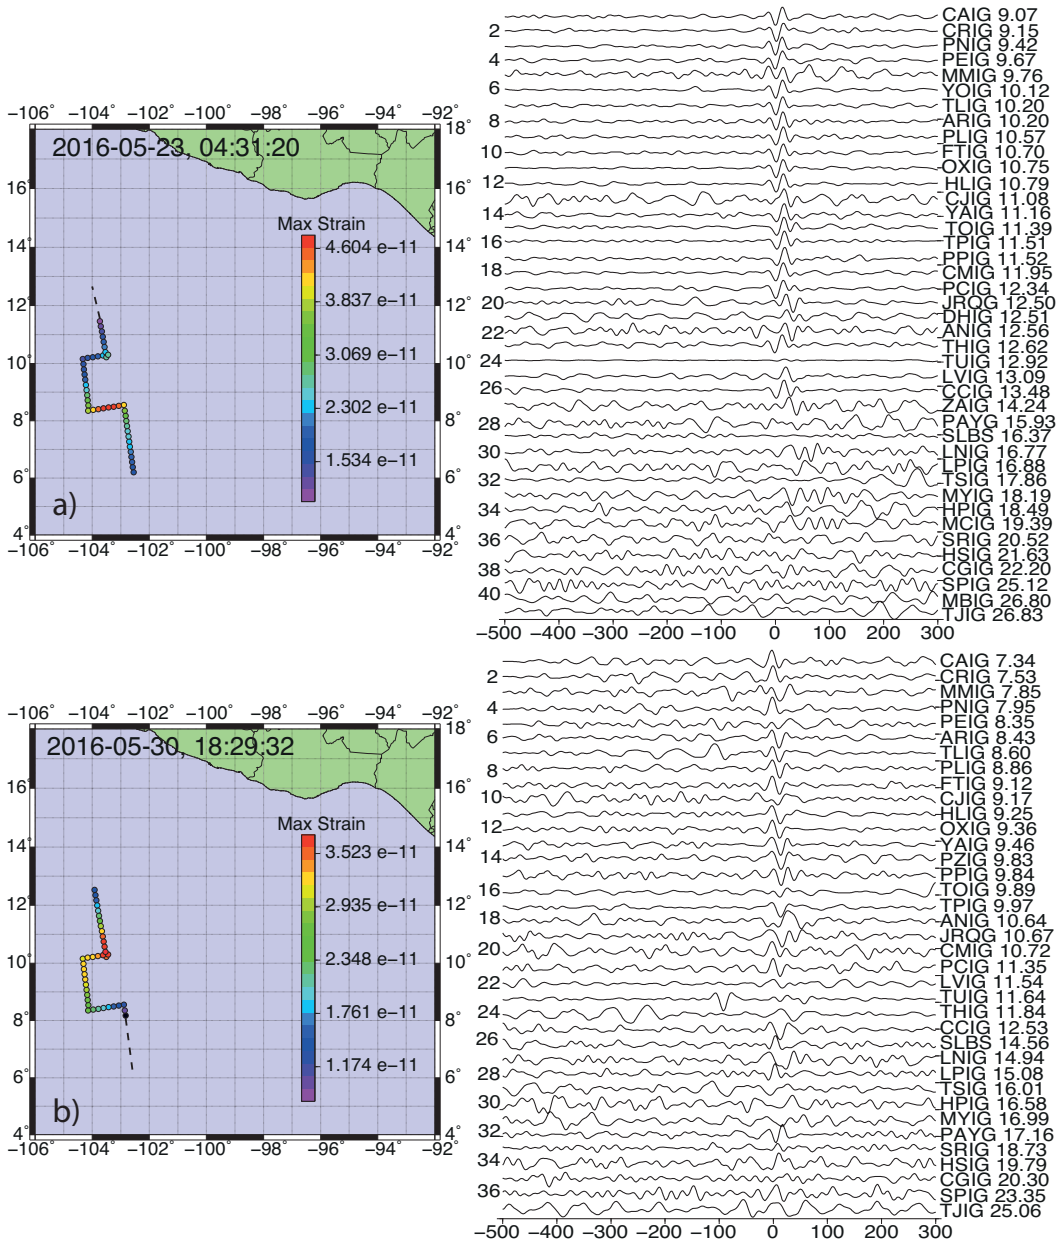 −106° −104° −102° −100° −98° −96° −94° −92°
18°
2016-05-23, 04:31:20
16°
Max Strain
14°
4.604 e−11
12°
3.837 e−11
10°
3.069 e−11
8°
2.302 e−11
6°
1.534 e−11
a)
4°
−106° −104° −102° −100° −98° −96° −94° −92°
CAIG 9.07
2 CRIG 9.15
PNIG 9.42
4 PEIG 9.67
MMIG 9.76
6 YOIG 10.12
TLIG 10.20
8 ARIG 10.20
PLIG 10.57
10 FTIG 10.70
OXIG 10.75
12 HLIG 10.79
CJIG 11.08
14 YAIG 11.16
TOIG 11.39
16 TPIG 11.51
PPIG 11.52
18 CMIG 11.95
PCIG 12.34
20 JRQG 12.50
DHIG 12.51
22 ANIG 12.56
THIG 12.62
24 TUIG 12.92
LVIG 13.09
26 CCIG 13.48
ZAIG 14.24
28 PAYG 15.93
SLBS 16.37
30 LNIG 16.77
LPIG 16.88
32 TSIG 17.86
MYIG 18.19
34 HPIG 18.49
MCIG 19.39
36 SRIG 20.52
HSIG 21.63
38 CGIG 22.20
SPIG 25.12
40 MBIG 26.80
TJIG 26.83
−500 −400 −300 −200 −100 0 100 200 300
−106° −104° −102° −100° −98° −96° −94° −92°
18°
2016-05-30, 18:29:32
16°
Max Strain
14°
3.523 e−11
12°
2.935 e−11
10°
2.348 e−11
8°
1.761 e−11
6°
1.174 e−11
b)
4°
−106° −104° −102° −100° −98° −96° −94° −92°
CAIG 7.34
2 CRIG 7.53
MMIG 7.85
4 PNIG 7.95
PEIG 8.35
6 ARIG 8.43
TLIG 8.60
8 PLIG 8.86
FTIG 9.12
10 CJIG 9.17
HLIG 9.25
12 OXIG 9.36
YAIG 9.46
14 PZIG 9.83
PPIG 9.84
16 TOIG 9.89
TPIG 9.97
18 ANIG 10.64
JRQG 10.67
20 CMIG 10.72
PCIG 11.35
22 LVIG 11.54
TUIG 11.64
24 THIG 11.84
CCIG 12.53
26 SLBS 14.56
LNIG 14.94
28 LPIG 15.08
TSIG 16.01
30 HPIG 16.58
MYIG 16.99
32 PAYG 17.16
SRIG 18.73
34 HSIG 19.79
CGIG 20.30
36 SPIG 23.35
TJIG 25.06
−500 −400 −300 −200 −100 0 100 200 300